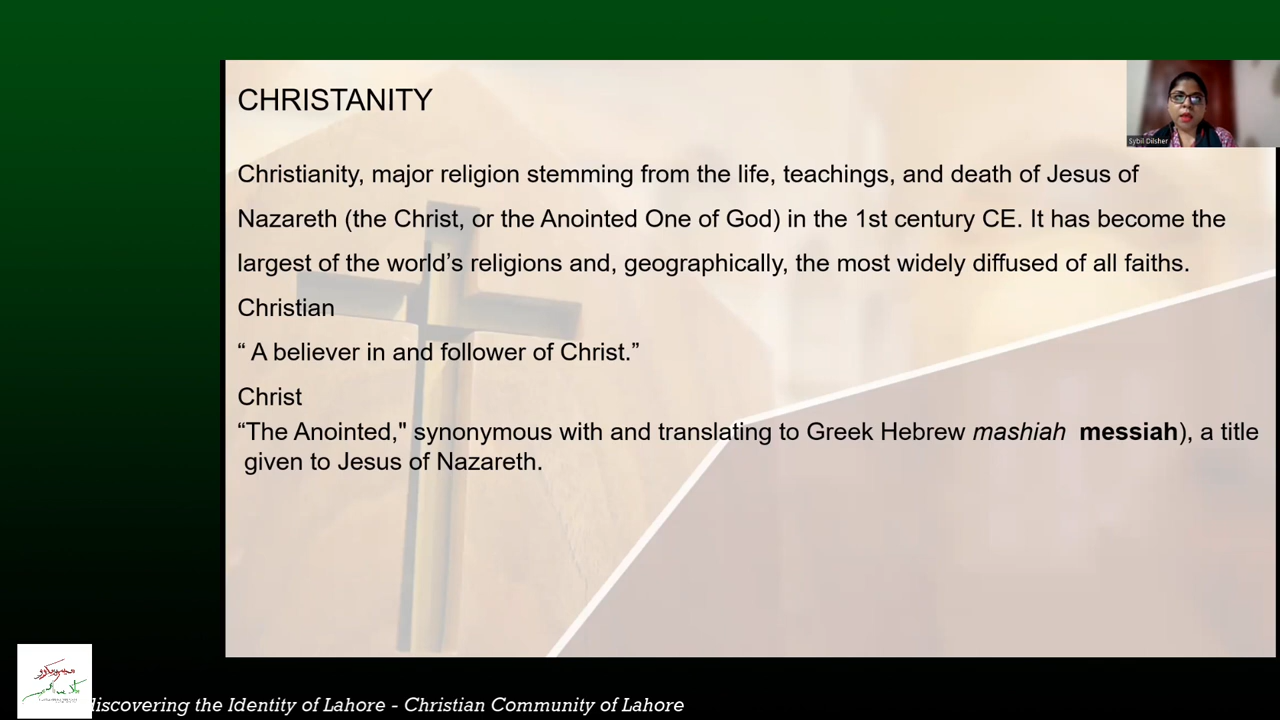 CHRISTANITY
Christianity, major religion stemming from the life, teachings, and death of Jesus of
Nazareth (the Christ, or the Anointed One of God) in the 1st century CE. It has become the
largest of the world’s religions and, geographically, the most widely diffused of all faiths.
Christian
“ A believer in and follower of Christ.”
Christ
“The Anointed," synonymous with and translating to Greek Hebrew mashiah messiah), a title
given to Jesus of Nazareth.
Sybil Dilsher
discovering the Identity of Lahore - Christian Community of Lahore